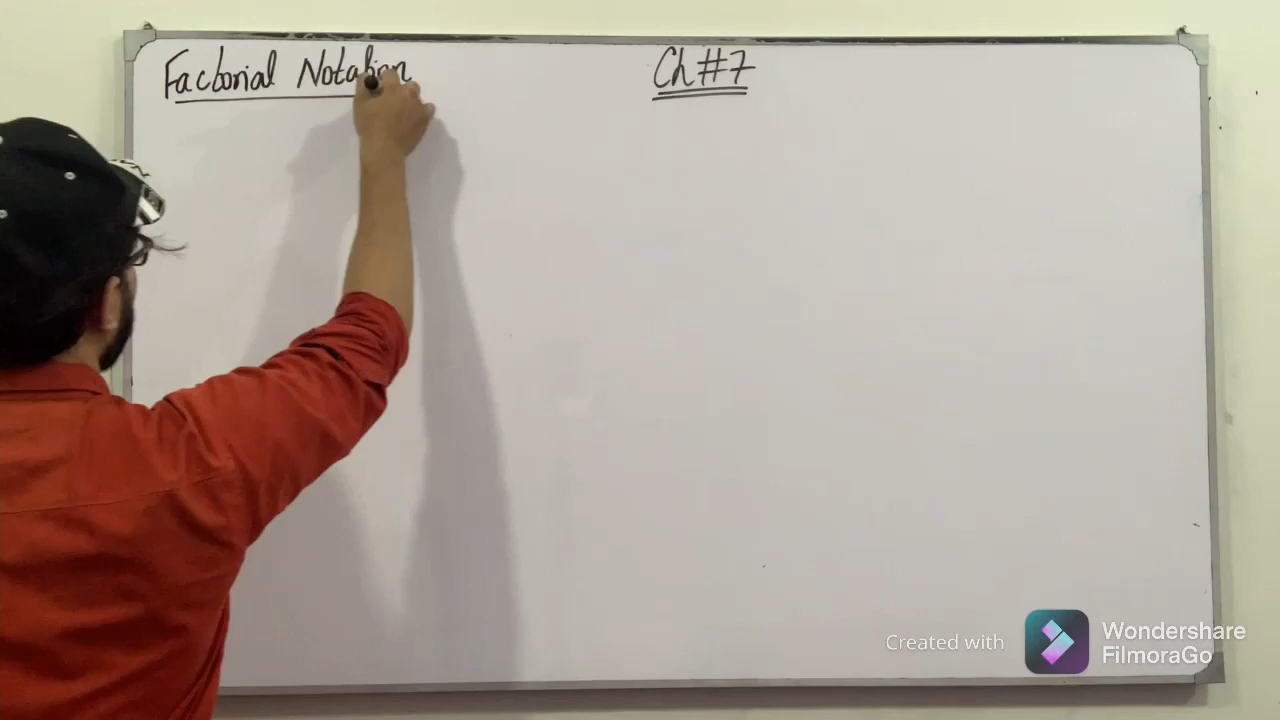 Factorial Notation
Ch #7
Created with
Wondershare
FilmoraGo